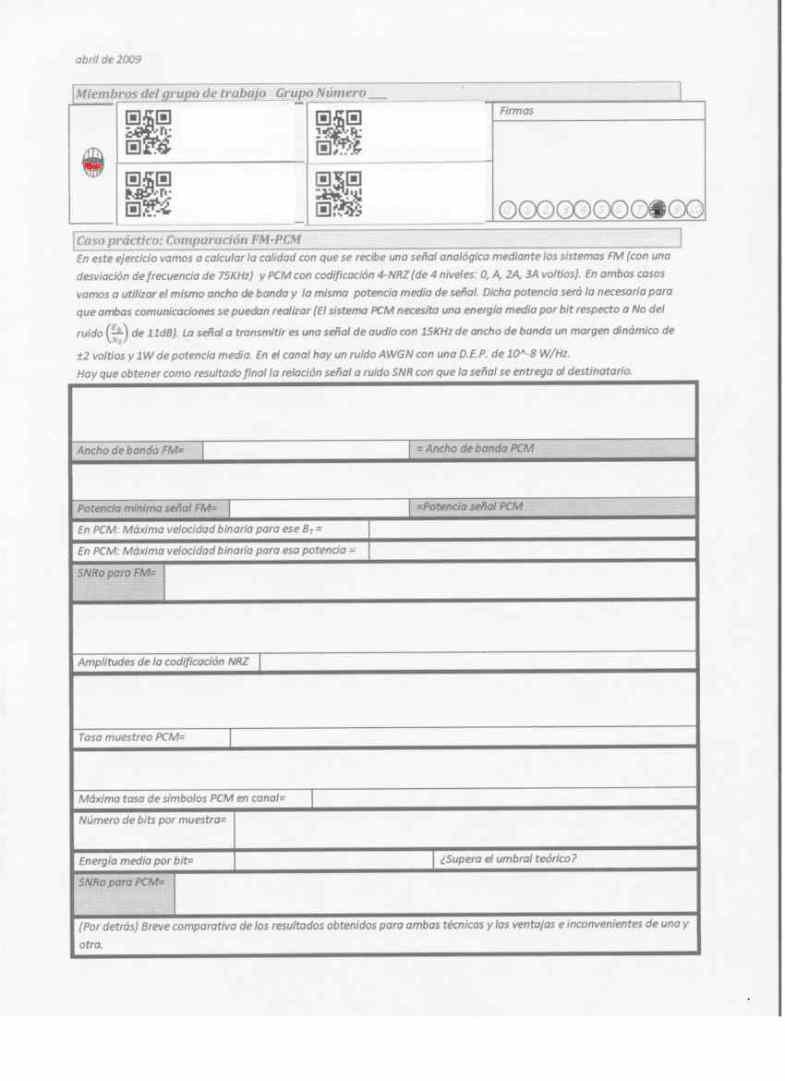 abril de 2009
Miembros del grupo de trabajo Grupo Número ___
Firmas
Caso práctico: Comparación FM-PCM
En este ejercicio vamos a calcular la calidad con que se recibe una señal analógica mediante los sistemas FM (con una
desviación de frecuencia de 75KHz) y PCM con codificación 4-NRZ (de 4 niveles: 0, A, 2A, 3A voltios). En ambos casos
vamos a utilizar el mismo ancho de banda y la misma potencia media de señal. Dicha potencia será la necesaria para
que ambas comunicaciones se puedan realizar (El sistema PCM necesita una energía media por bit respecto a No del
ruido (E_b/N_0) de 11dB). La señal a transmitir es una señal de audio con 15KHz de ancho de banda un margen dinámico de
±2 voltios y 1W de potencia media. En el canal hay un ruido AWGN con una D.E.P. de 10^-8 W/Hz.
Hay que obtener como resultado final la relación señal a ruido SNR con que la señal se entrega al destinatario.
Ancho de banda FM= = Ancho de banda PCM
Potencia mínima señal FM= =Potencia señal PCM
En PCM: Máxima velocidad binaria para ese B_T =
En PCM: Máxima velocidad binaria para esa potencia =
SNRo para FM=
Amplitudes de la codificación NRZ
Tasa muestreo PCM=
Máxima tasa de símbolos PCM en canal=
Número de bits por muestra=
Energía media por bit= ¿Supera el umbral teórico?
SNRo para PCM=
(Por detrás) Breve comparativa de los resultados obtenidos para ambas técnicas y las ventajas e inconvenientes de una y
otra.